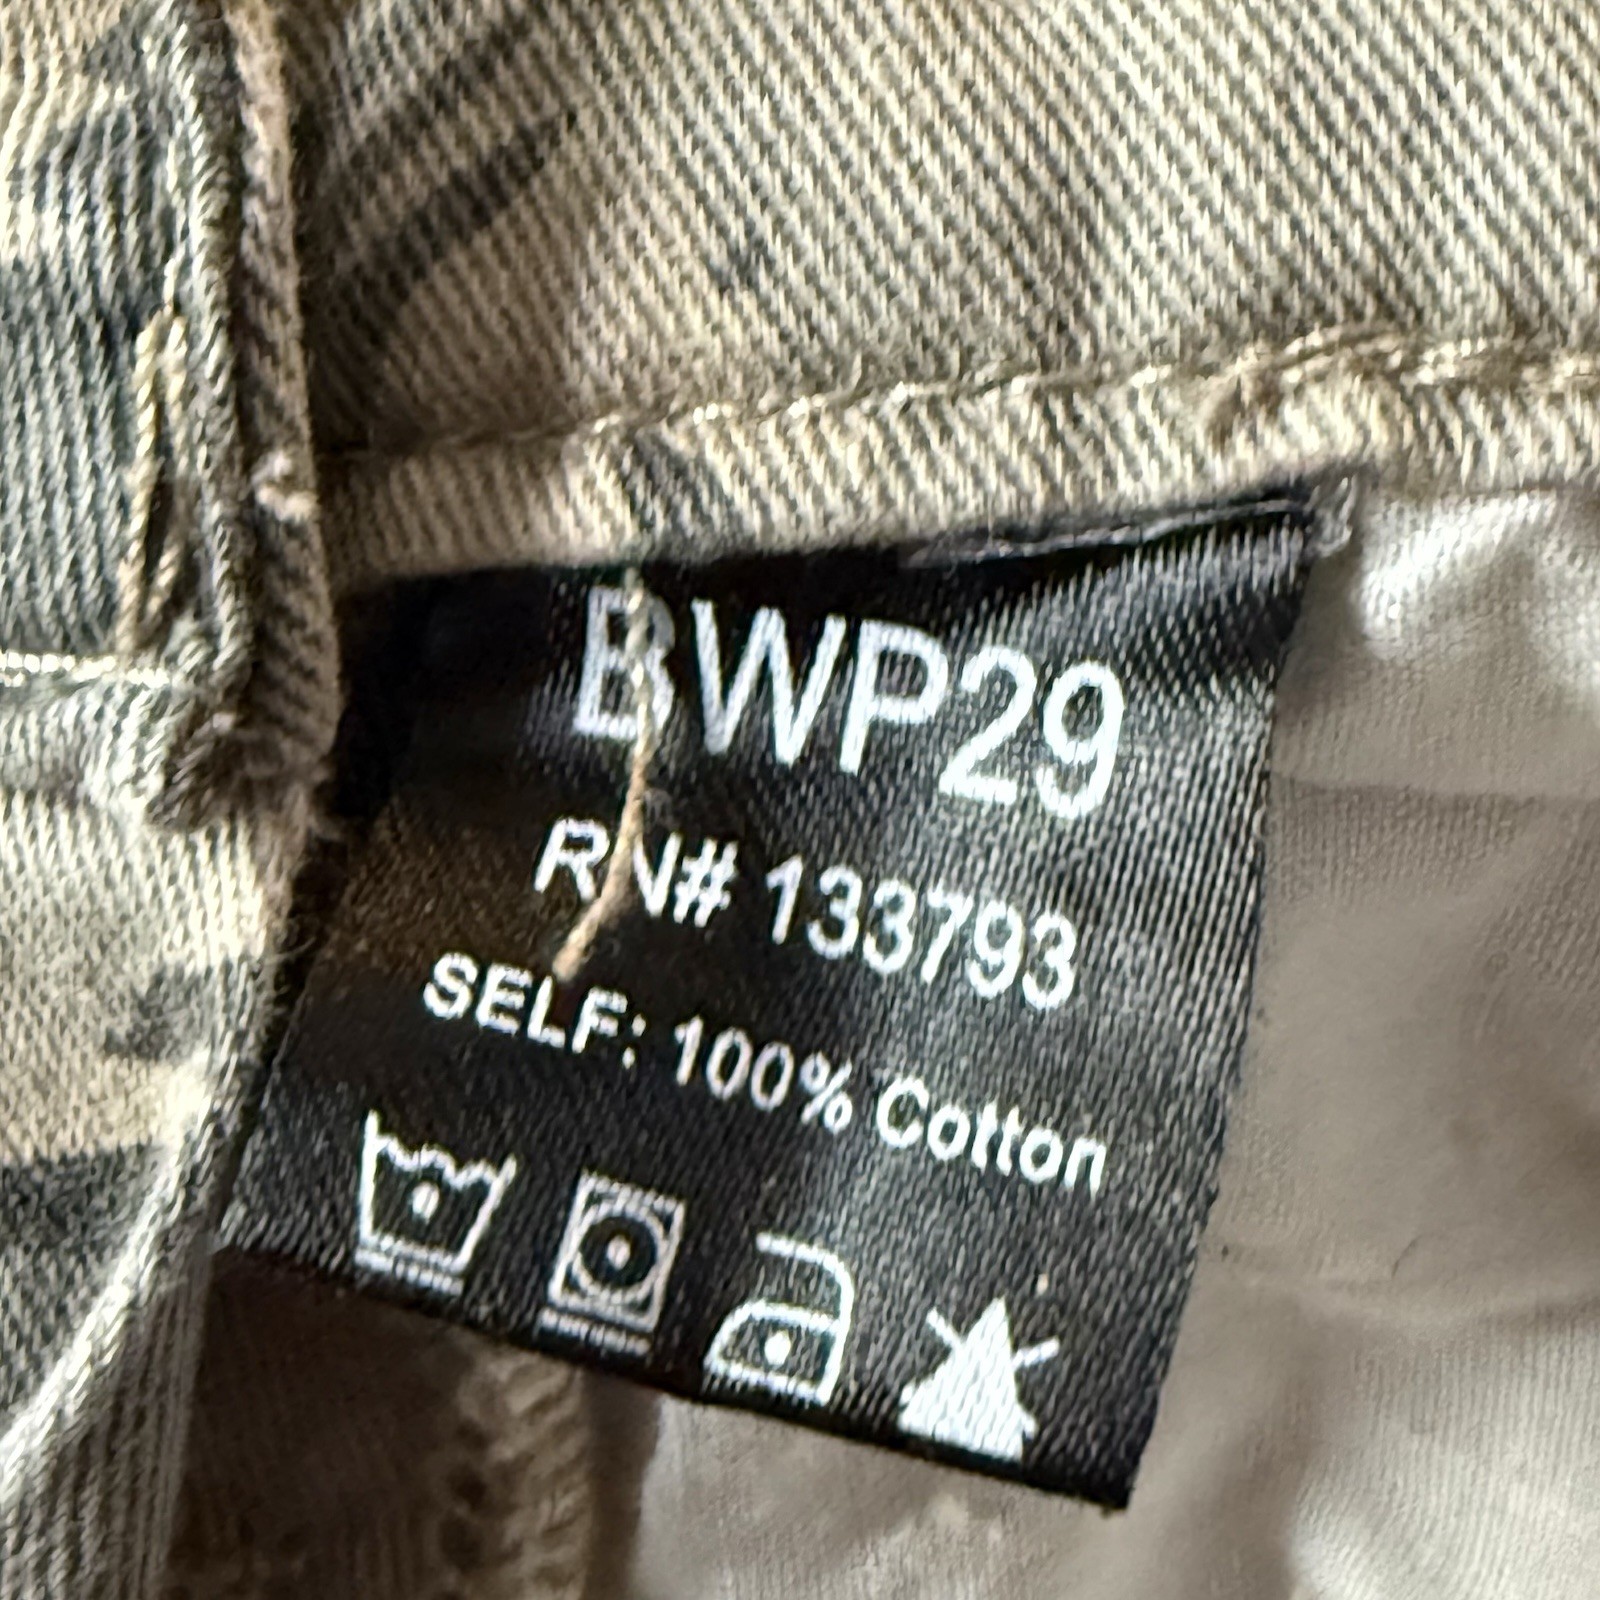 BWP29
RN# 133793
SELF: 100% Cotton